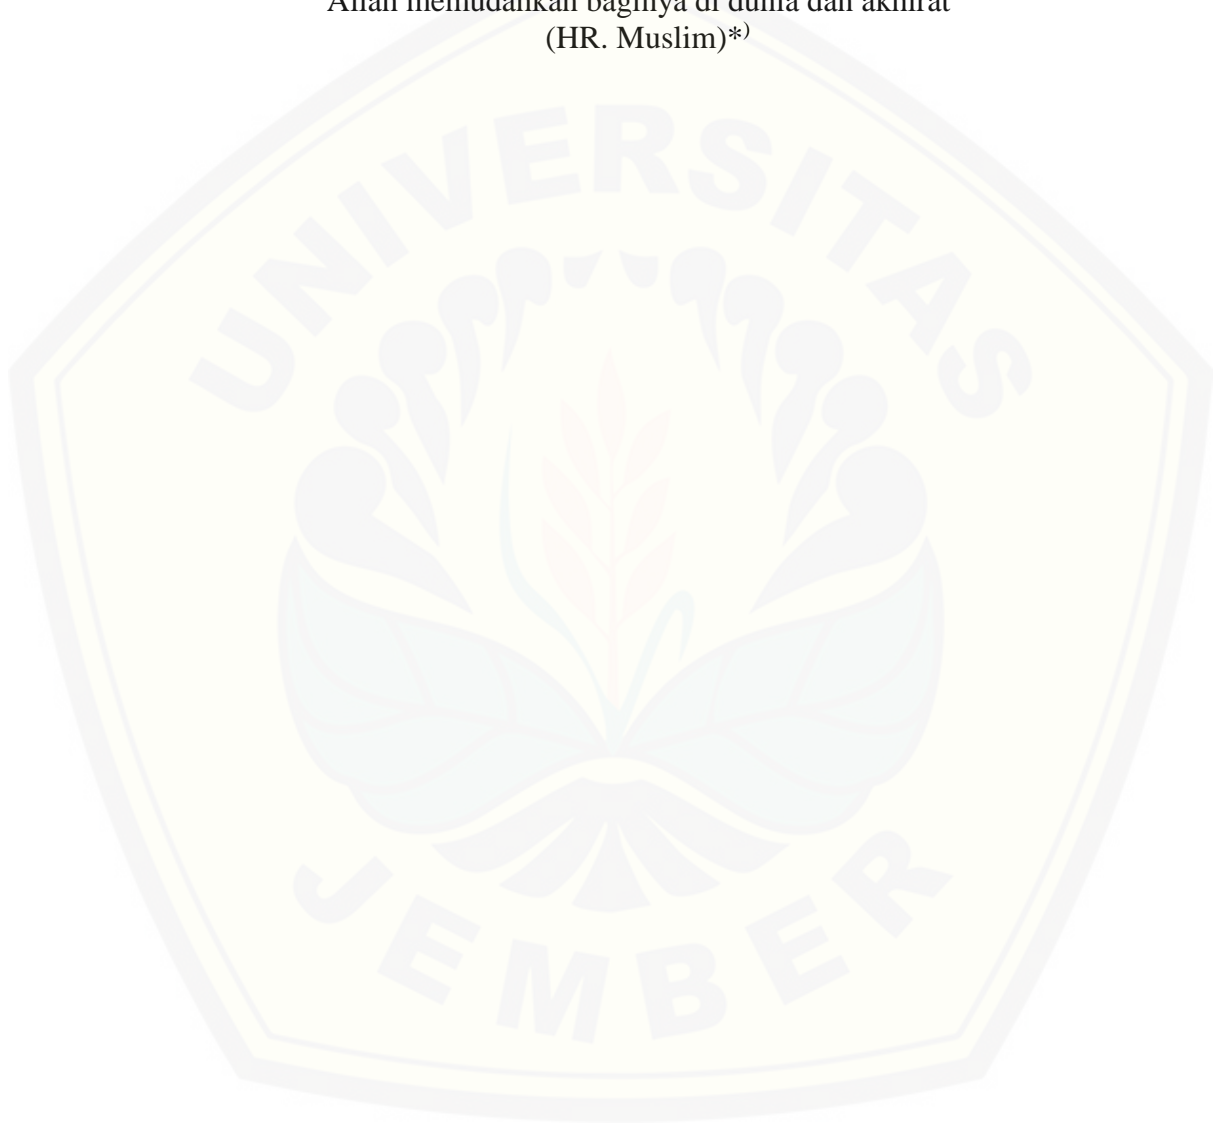 Allah memudahkan baginya di dunia dan akhirat
(HR. Muslim)*)
UNIVERSITAS
JEMBER